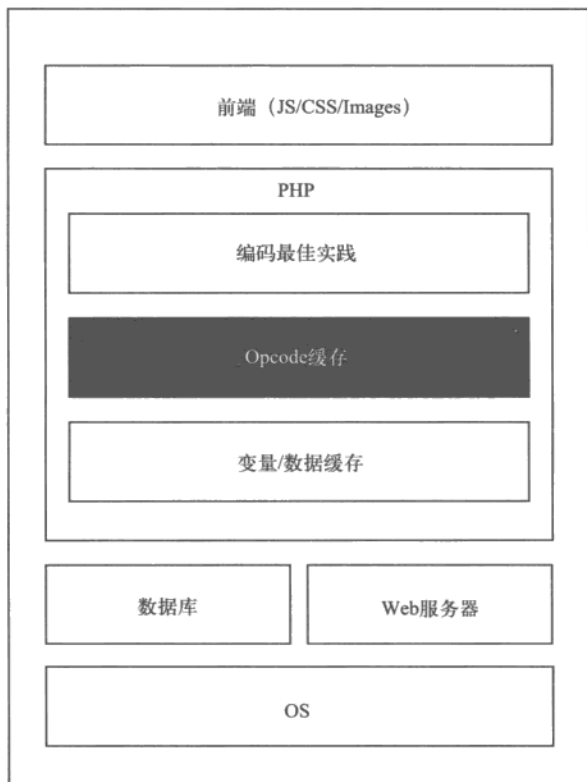 前端（JS/CSS/Images）
PHP
编码最佳实践
Opcode缓存
变量/数据缓存
数据库
Web服务器
OS